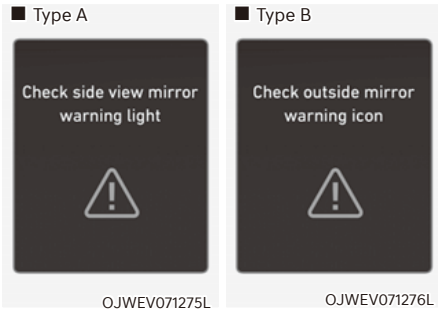 ■ Type A
Check side view mirror
warning light
OJWEV071275L
■ Type B
Check outside mirror
warning icon
OJWEV071276L